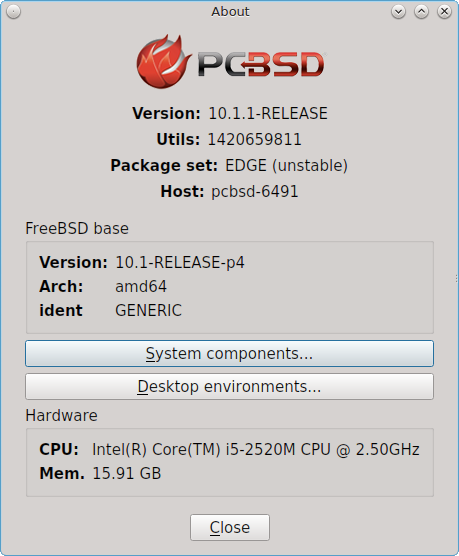 About
PCBSD
Version: 10.1.1-RELEASE
Utils: 1420659811
Package set: EDGE (unstable)
Host: pcbsd-6491
FreeBSD base
Version: 10.1-RELEASE-p4
Arch: amd64
ident GENERIC
System components...
Desktop environments...
Hardware
CPU: Intel(R) Core(TM) i5-2520M CPU @ 2.50GHz
Mem. 15.91 GB
Close